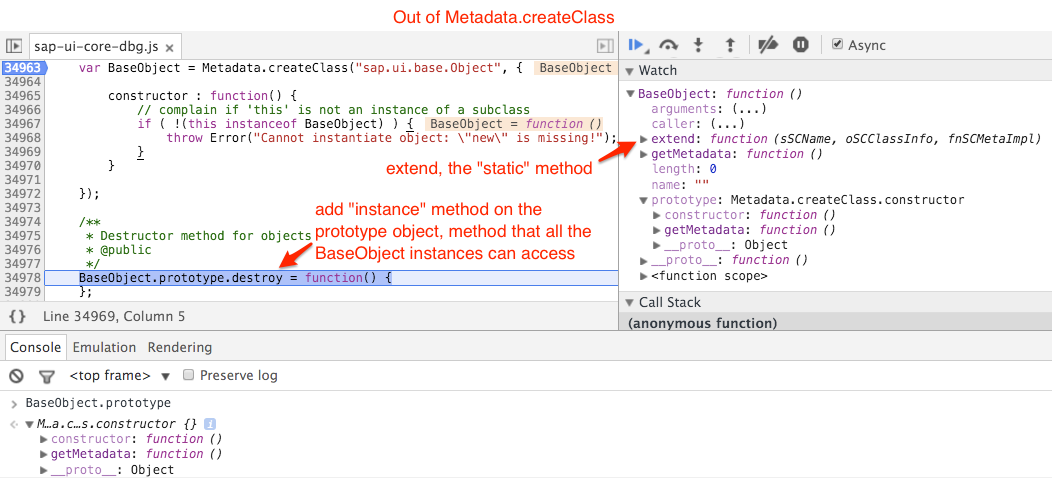 Out of Metadata.createClass
sap-ui-core-dbg.js ×
34963 var BaseObject = Metadata.createClass("sap.ui.base.Object", { BaseObject
34964
34965 constructor : function() {
34966 // complain if 'this' is not an instance of a subclass
34967 if ( !(this instanceof BaseObject) ) { BaseObject = function ()
34968 throw Error("Cannot instantiate object: \"new\" is missing!");
34969 }
34970 }
34971
34972 });
34973
34974 /**
34975 * Destructor method for objects
34976 * @public
34977 */
34978 BaseObject.prototype.destroy = function() {
34979 };
extend, the "static" method
add "instance" method on the
prototype object, method that all the
BaseObject instances can access
{} Line 34969, Column 5
Async
Watch
BaseObject: function ()
arguments: (...)
caller: (...)
extend: function (sSCName, oSCClassInfo, fnSCMetaImpl)
getMetadata: function ()
length: 0
name: ""
prototype: Metadata.createClass.constructor
constructor: function ()
getMetadata: function ()
__proto__: Object
__proto__: function ()
<function scope>
Call Stack
(anonymous function)
Console Emulation Rendering
<top frame> Preserve log
BaseObject.prototype
M…a.c…s.constructor {}
constructor: function ()
getMetadata: function ()
__proto__: Object